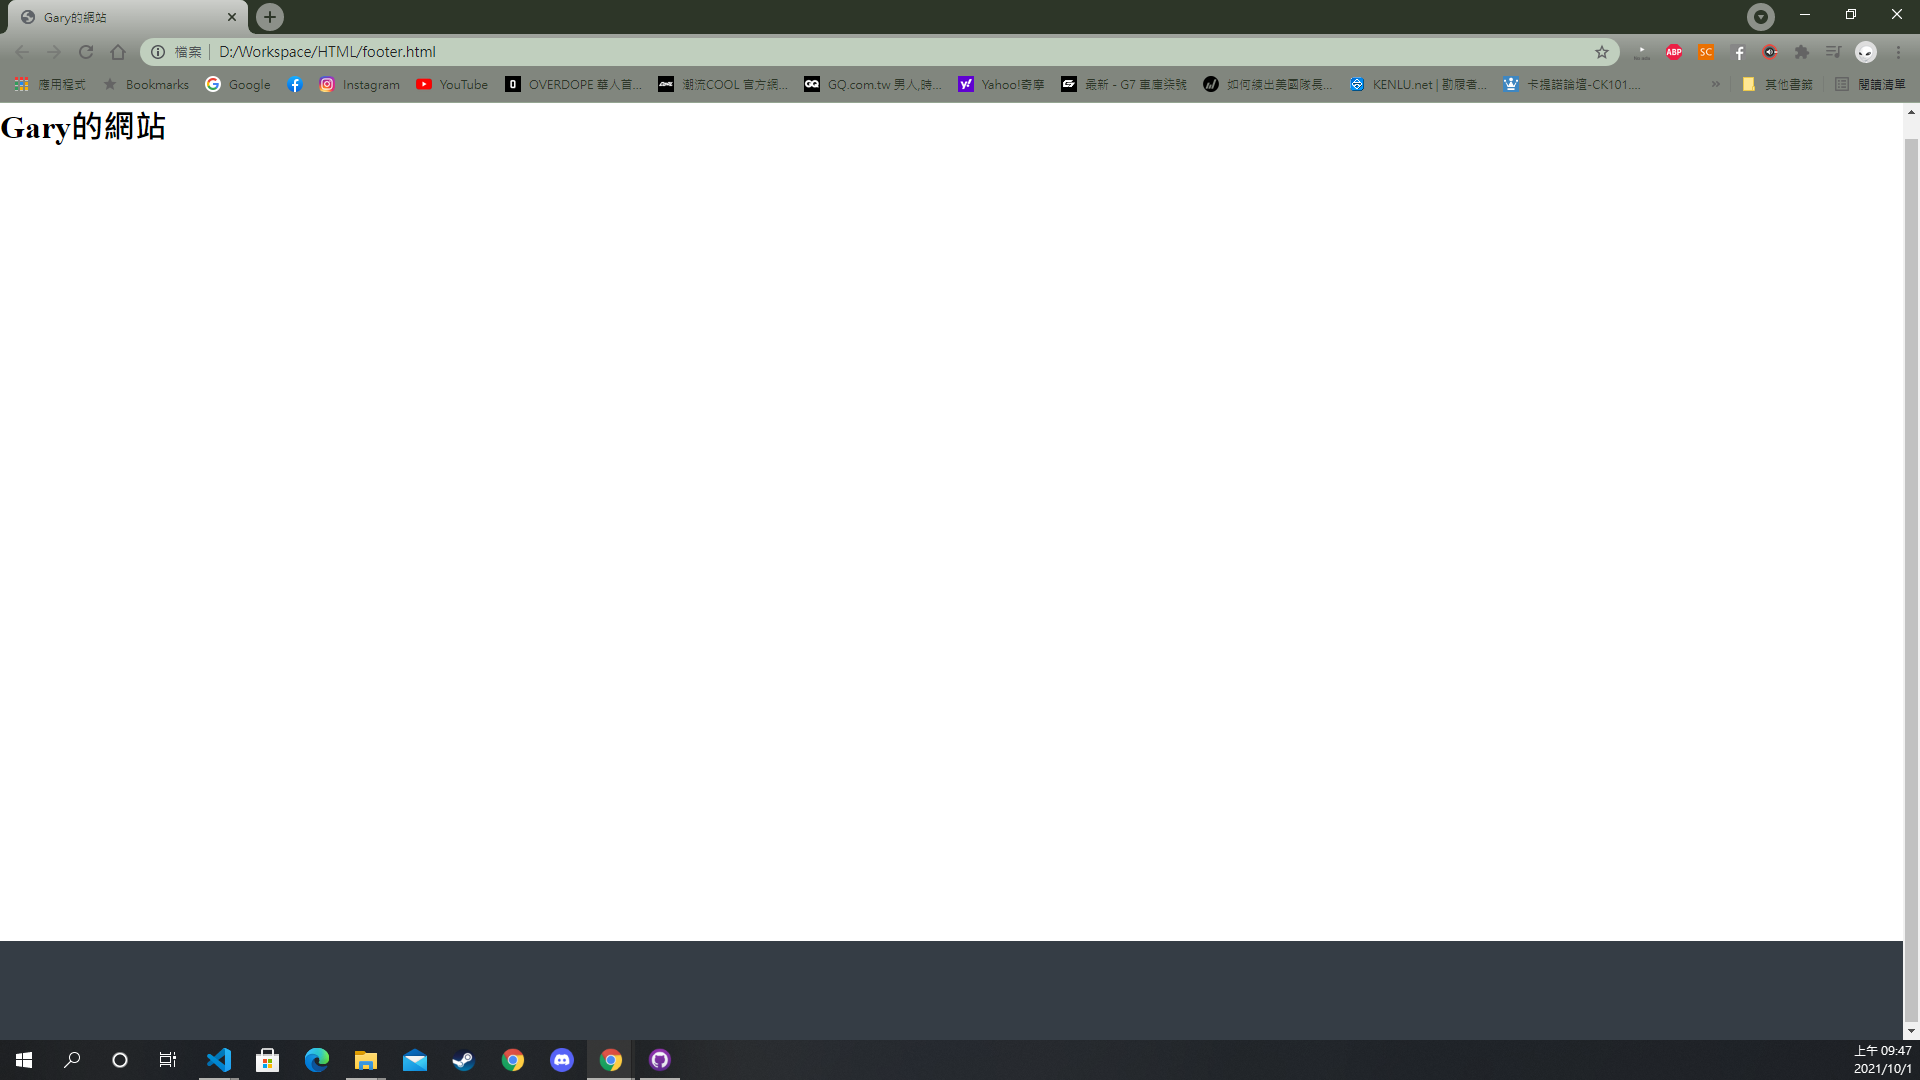 Gary的網站
檔案 D:/Workspace/HTML/footer.html
ABP SC
應用程式 Bookmarks Google Instagram YouTube OVERDOPE 華人首... 潮流COOL 官方網... GQ.com.tw 男人,時... Yahoo!奇摩 最新 - G7 車庫柒號 如何練出美國隊長... KENLU.net | 勘履者... 卡提諾論壇-CK101.... » 其他書籤 閱讀清單
Gary的網站
上午 09:47
2021/10/1